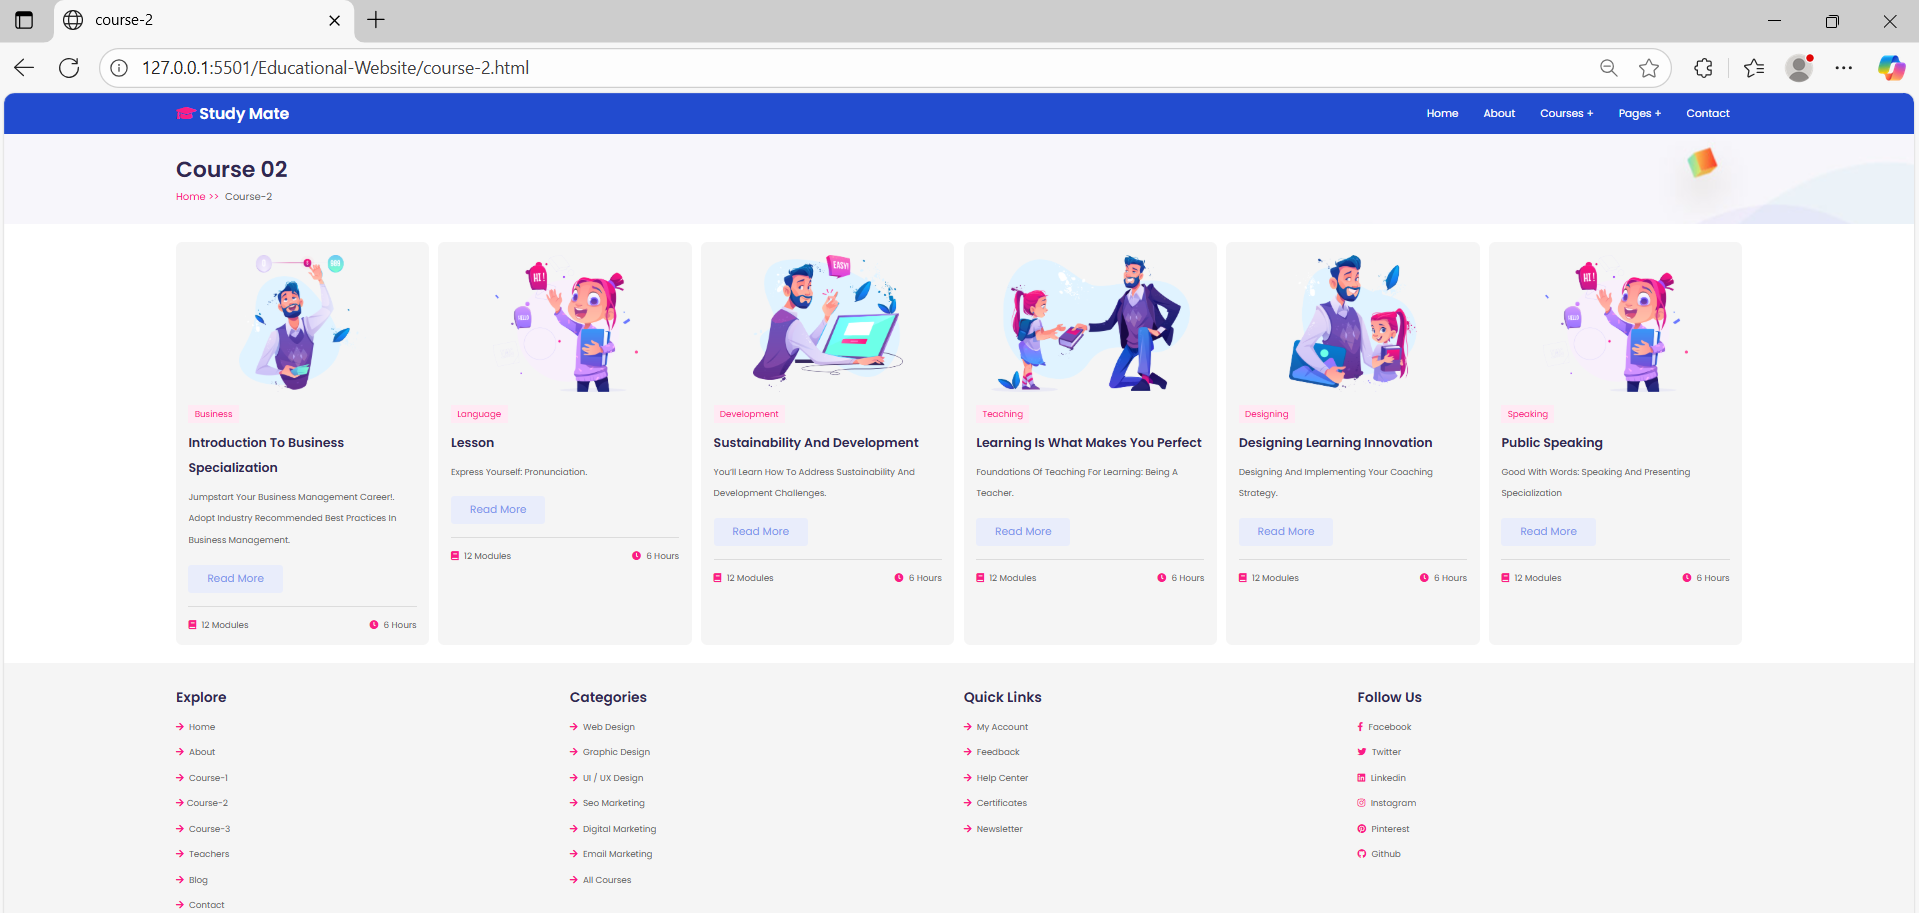 course-2
127.0.0.1:5501/Educational-Website/course-2.html
Study Mate
Home About Courses + Pages + Contact
Course 02
Home >> Course-2
Business
Introduction To Business
Specialization
Jumpstart Your Business Management Career!.
Adopt Industry Recommended Best Practices In
Business Management.
Read More
12 Modules 6 Hours
HI !
HELLO
Language
Lesson
Express Yourself: Pronunciation.
Read More
12 Modules 6 Hours
EASY!
Development
Sustainability And Development
You'll Learn How To Address Sustainability And
Development Challenges.
Read More
12 Modules 6 Hours
Teaching
Learning Is What Makes You Perfect
Foundations Of Teaching For Learning: Being A
Teacher.
Read More
12 Modules 6 Hours
Designing
Designing Learning Innovation
Designing And Implementing Your Coaching
Strategy.
Read More
12 Modules 6 Hours
HI !
HELLO
Speaking
Public Speaking
Good With Words: Speaking And Presenting
Specialization
Read More
12 Modules 6 Hours
Explore
Home
About
Course-1
Course-2
Course-3
Teachers
Blog
Contact
Categories
Web Design
Graphic Design
UI / UX Design
Seo Marketing
Digital Marketing
Email Marketing
All Courses
Quick Links
My Account
Feedback
Help Center
Certificates
Newsletter
Follow Us
Facebook
Twitter
Linkedin
Instagram
Pinterest
Github